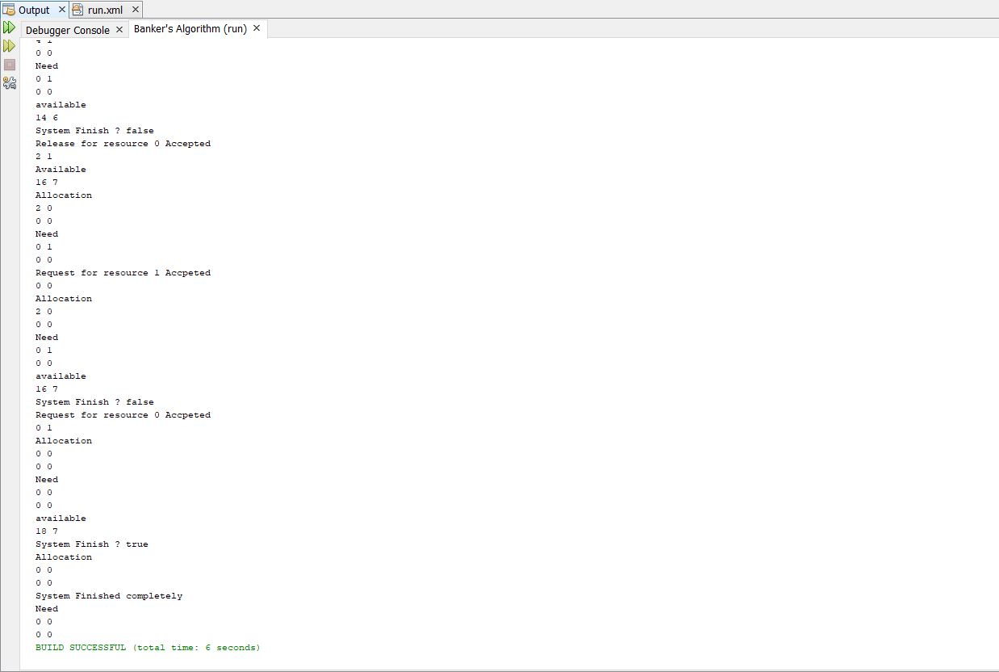 Output
run.xml
Debugger Console
Banker's Algorithm (run)
4 1
0 0
Need
0 1
0 0
available
14 6
System Finish ? false
Release for resource 0 Accepted
2 1
Available
16 7
Allocation
2 0
0 0
Need
0 1
0 0
Request for resource 1 Accpeted
0 0
Allocation
2 0
0 0
Need
0 1
0 0
available
16 7
System Finish ? false
Request for resource 0 Accpeted
0 1
Allocation
0 0
0 0
Need
0 0
0 0
available
18 7
System Finish ? true
Allocation
0 0
0 0
System Finished completely
Need
0 0
0 0
BUILD SUCCESSFUL (total time: 6 seconds)